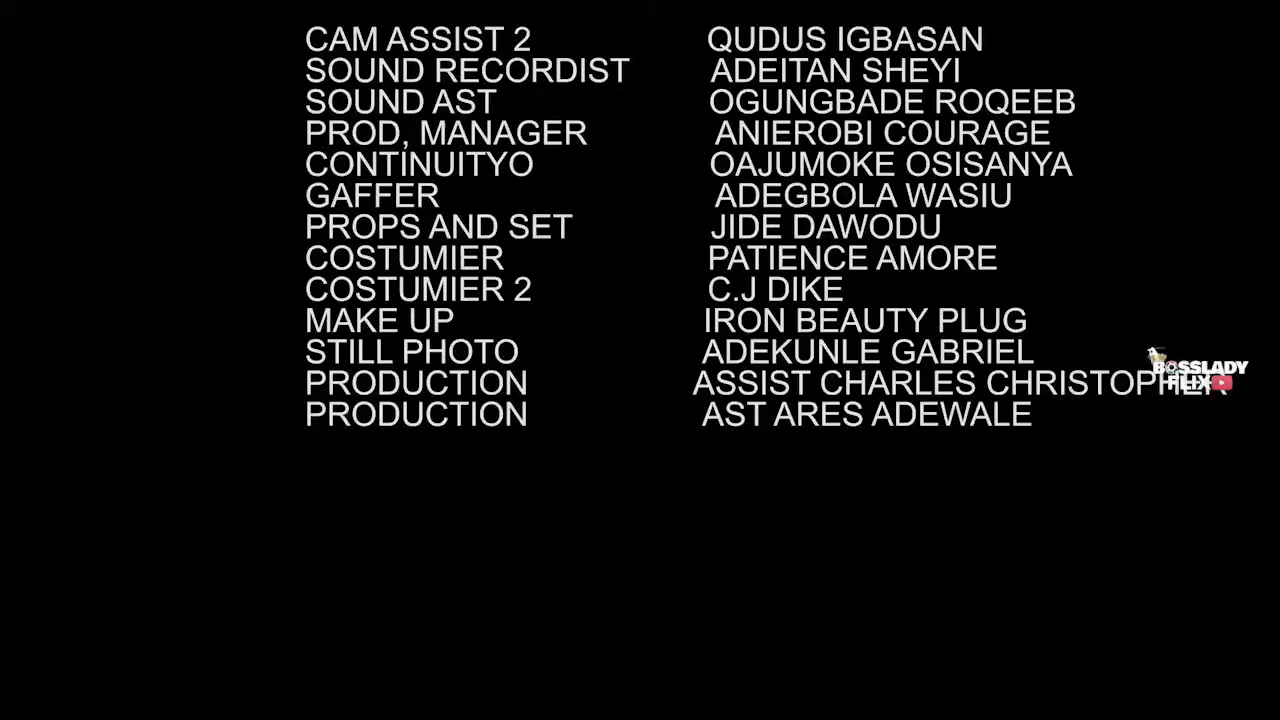 CAM ASSIST 2 QUDUS IGBASAN
SOUND RECORDIST ADEITAN SHEYI
SOUND AST OGUNGBADE ROQEEB
PROD, MANAGER ANIEROBI COURAGE
CONTINUITYO OAJUMOKE OSISANYA
GAFFER ADEGBOLA WASIU
PROPS AND SET JIDE DAWODU
COSTUMIER PATIENCE AMORE
COSTUMIER 2 C.J DIKE
MAKE UP IRON BEAUTY PLUG
STILL PHOTO ADEKUNLE GABRIEL
BOSSLADY
FLIX
PRODUCTION ASSIST CHARLES CHRISTOPHER
PRODUCTION AST ARES ADEWALE